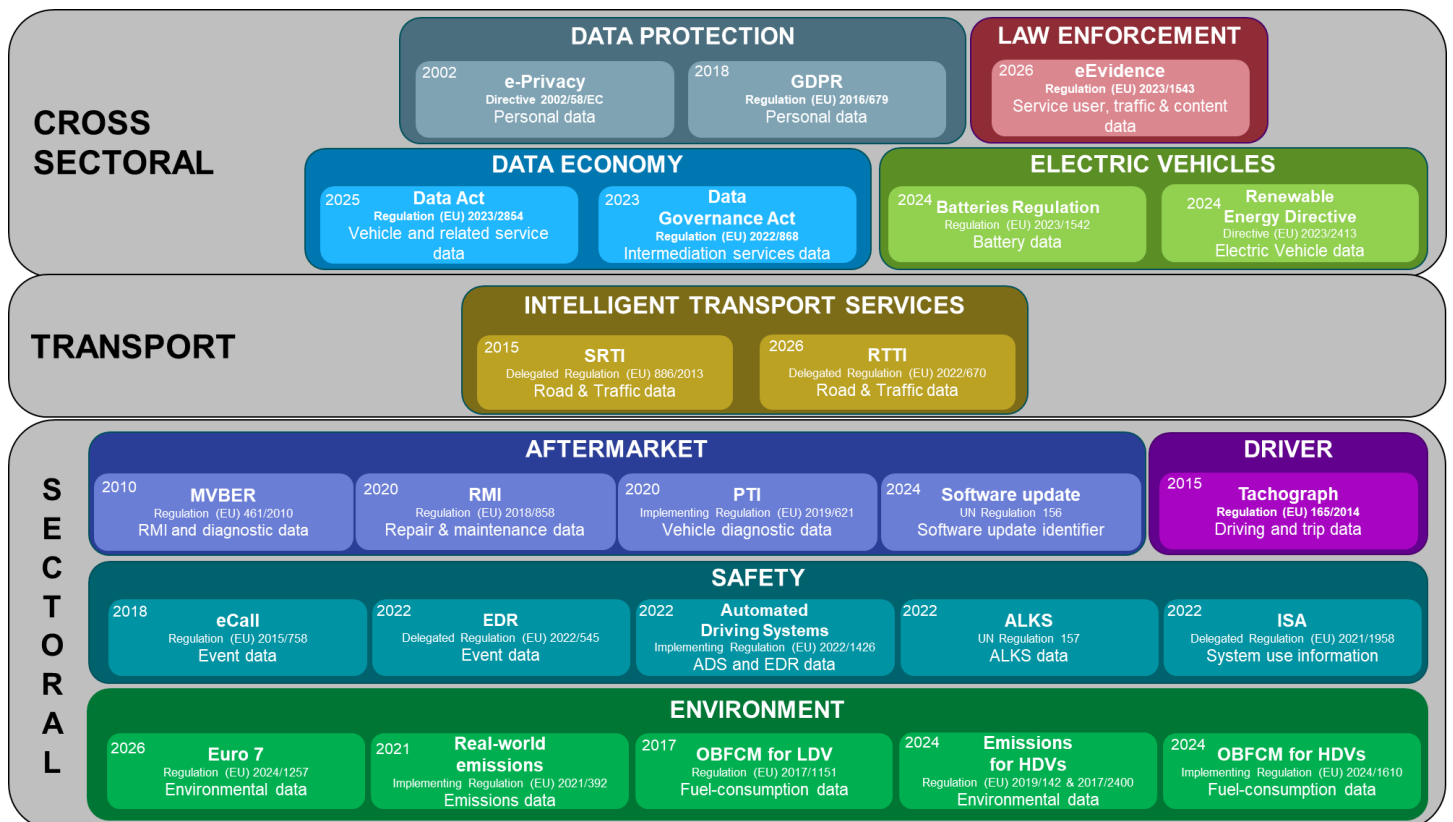 CROSS
SECTORAL
DATA PROTECTION
2002
e-Privacy
Directive 2002/58/EC
Personal data
2018
GDPR
Regulation (EU) 2016/679
Personal data
LAW ENFORCEMENT
2026
eEvidence
Regulation (EU) 2023/1543
Service user, traffic & content
data
DATA ECONOMY
2025
Data Act
Regulation (EU) 2023/2854
Vehicle and related service
data
2023
Data
Governance Act
Regulation (EU) 2022/868
Intermediation services data
ELECTRIC VEHICLES
2024
Batteries Regulation
Regulation (EU) 2023/1542
Battery data
2024
Renewable
Energy Directive
Directive (EU) 2023/2413
Electric Vehicle data
TRANSPORT
INTELLIGENT TRANSPORT SERVICES
2015
SRTI
Delegated Regulation (EU) 886/2013
Road & Traffic data
2026
RTTI
Delegated Regulation (EU) 2022/670
Road & Traffic data
SECTORAL
AFTERMARKET
2010
MVBER
Regulation (EU) 461/2010
RMI and diagnostic data
2020
RMI
Regulation (EU) 2018/858
Repair & maintenance data
2020
PTI
Implementing Regulation (EU) 2019/621
Vehicle diagnostic data
2024
Software update
UN Regulation 156
Software update identifier
DRIVER
2015
Tachograph
Regulation (EU) 165/2014
Driving and trip data
SAFETY
2018
eCall
Regulation (EU) 2015/758
Event data
2022
EDR
Delegated Regulation (EU) 2022/545
Event data
2022
Automated
Driving Systems
Implementing Regulation (EU) 2022/1426
ADS and EDR data
2022
ALKS
UN Regulation 157
ALKS data
2022
ISA
Delegated Regulation (EU) 2021/1958
System use information
ENVIRONMENT
2026
Euro 7
Regulation (EU) 2024/1257
Environmental data
2021
Real-world
emissions
Implementing Regulation (EU) 2021/392
Emissions data
2017
OBFCM for LDV
Regulation (EU) 2017/1151
Fuel-consumption data
2024
Emissions
for HDVs
Regulation (EU) 2019/142 & 2017/2400
Environmental data
2024
OBFCM for HDVs
Implementing Regulation (EU) 2024/1610
Fuel-consumption data